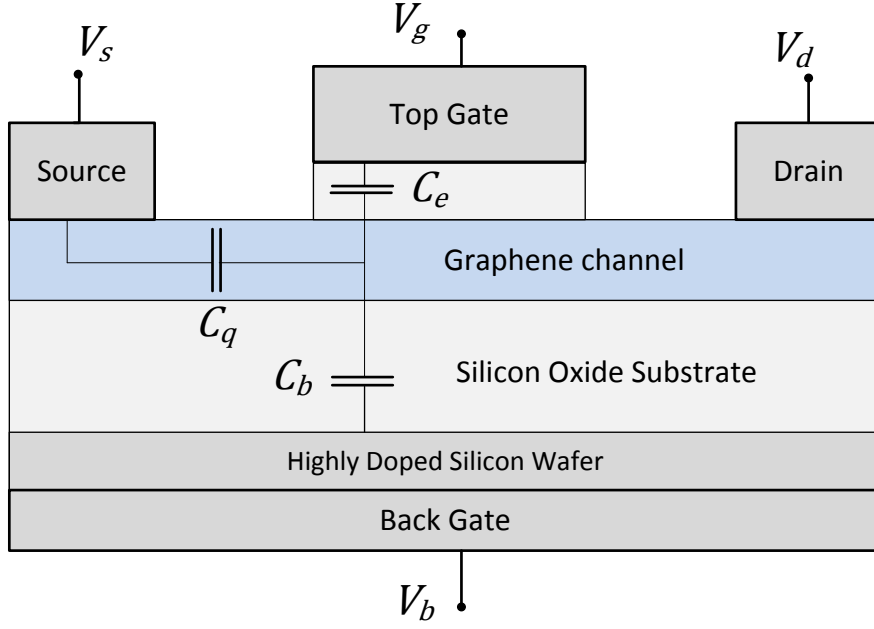 V_s
V_g
V_d
Top Gate
Source
Drain
C_e
Graphene channel
C_q
C_b
Silicon Oxide Substrate
Highly Doped Silicon Wafer
Back Gate
V_b